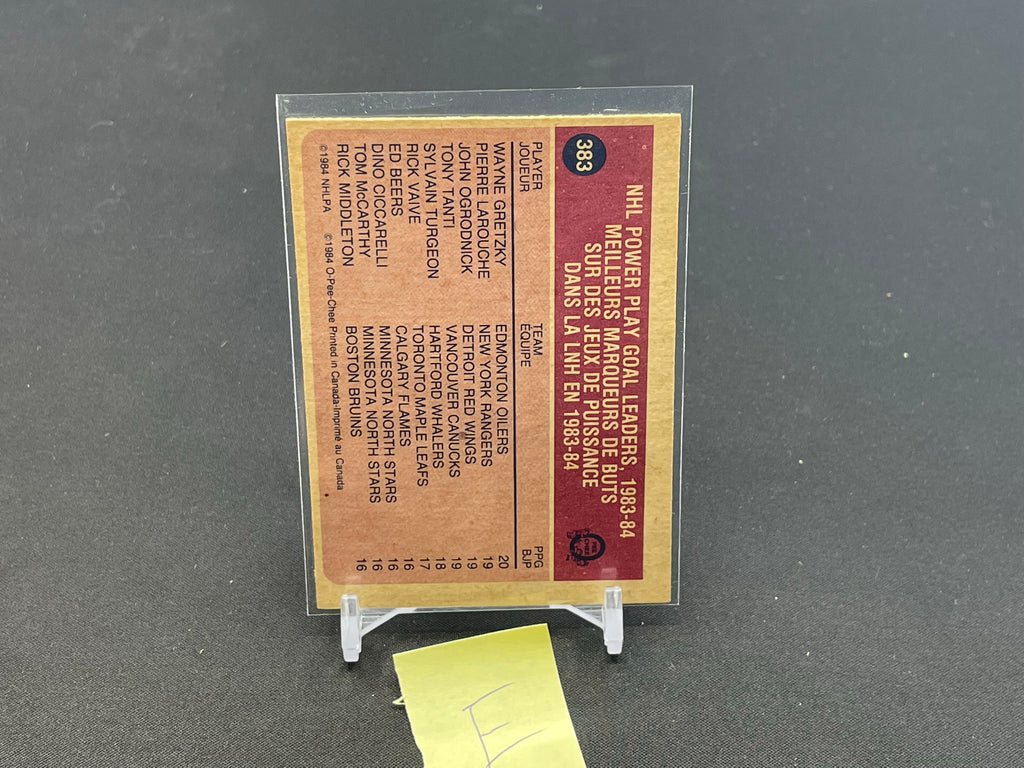 383
NHL POWER PLAY GOAL LEADERS, 1983-84
MEILLEURS MARQUEURS DE BUTS
SUR DES JEUX DE PUISSANCE
DANS LA LNH EN 1983-84
O PEE CHEE
PLAYER TEAM PPG
JOUEUR ÉQUIPE BJP
WAYNE GRETZKY EDMONTON OILERS 20
PIERRE LAROUCHE NEW YORK RANGERS 19
JOHN OGRODNICK DETROIT RED WINGS 19
TONY TANTI VANCOUVER CANUCKS 19
SYLVAIN TURGEON HARTFORD WHALERS 18
RICK VAIVE TORONTO MAPLE LEAFS 17
ED BEERS CALGARY FLAMES 16
DINO CICCARELLI MINNESOTA NORTH STARS 16
TOM McCARTHY MINNESOTA NORTH STARS 16
RICK MIDDLETON BOSTON BRUINS 16
©1984 NHLPA ©1984 O-Pee-Chee Printed in Canada-Imprimé au Canada
E